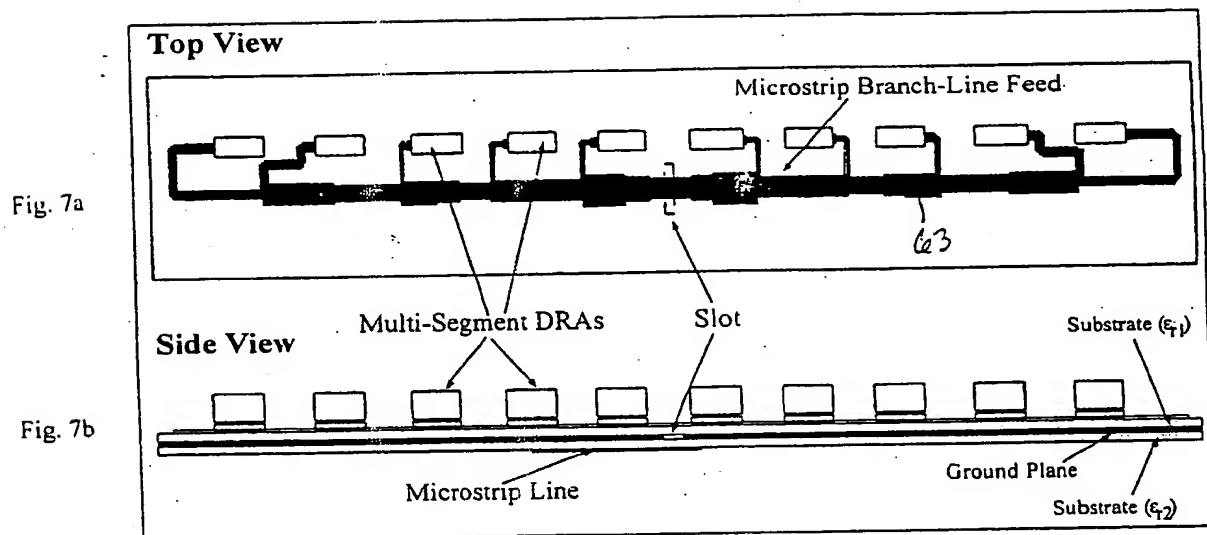 Top View
Microstrip Branch-Line Feed
Fig. 7a
63
Multi-Segment DRAs
Slot
Substrate (εr1)
Side View
Fig. 7b
Ground Plane
Microstrip Line
Substrate (εr2)